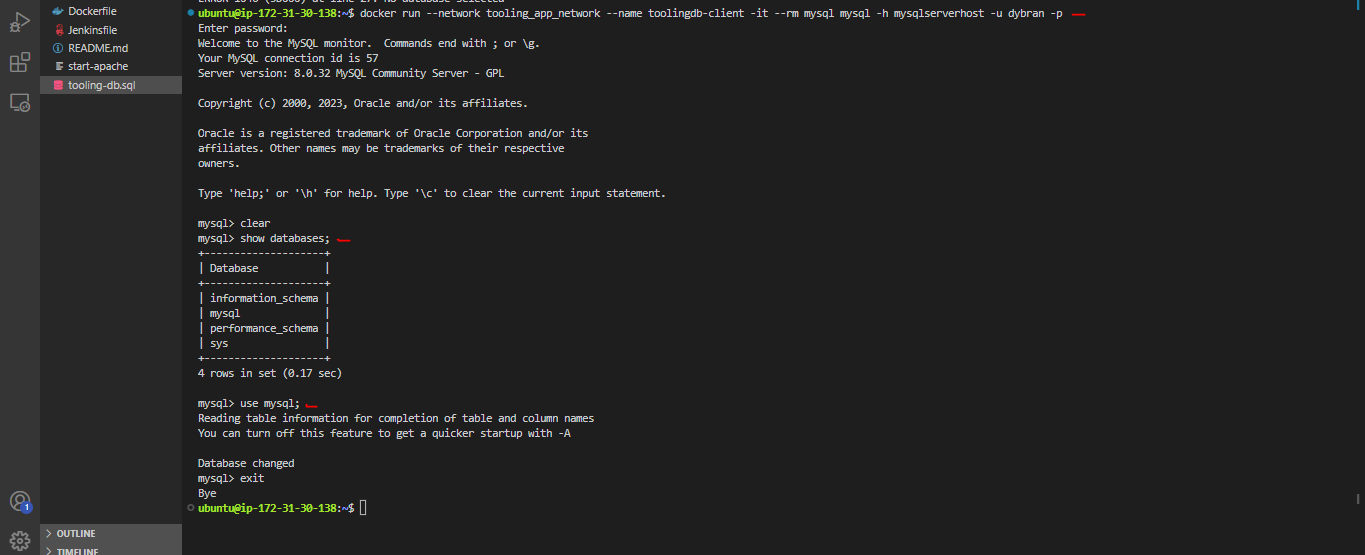 Dockerfile
Jenkinsfile
README.md
start-apache
tooling-db.sql
ubuntu@ip-172-31-30-138:~$ docker run --network tooling_app_network --name toolingdb-client -it --rm mysql mysql -h mysqlserverhost -u dybran -p
Enter password:
Welcome to the MySQL monitor.  Commands end with ; or \g.
Your MySQL connection id is 57
Server version: 8.0.32 MySQL Community Server - GPL
Copyright (c) 2000, 2023, Oracle and/or its affiliates.
Oracle is a registered trademark of Oracle Corporation and/or its
affiliates. Other names may be trademarks of their respective
owners.
Type 'help;' or '\h' for help. Type '\c' to clear the current input statement.
mysql> clear
mysql> show databases;
+--------------------+
| Database           |
+--------------------+
| information_schema |
| mysql              |
| performance_schema |
| sys                |
+--------------------+
4 rows in set (0.17 sec)
mysql> use mysql;
Reading table information for completion of table and column names
You can turn off this feature to get a quicker startup with -A
Database changed
mysql> exit
Bye
ubuntu@ip-172-31-30-138:~$
1
OUTLINE
TIMELINE